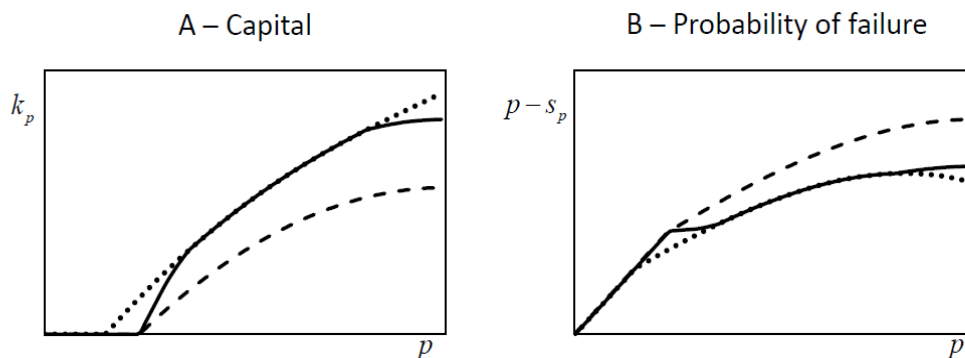 A – Capital
k_p
p
B – Probability of failure
p − s_p
p